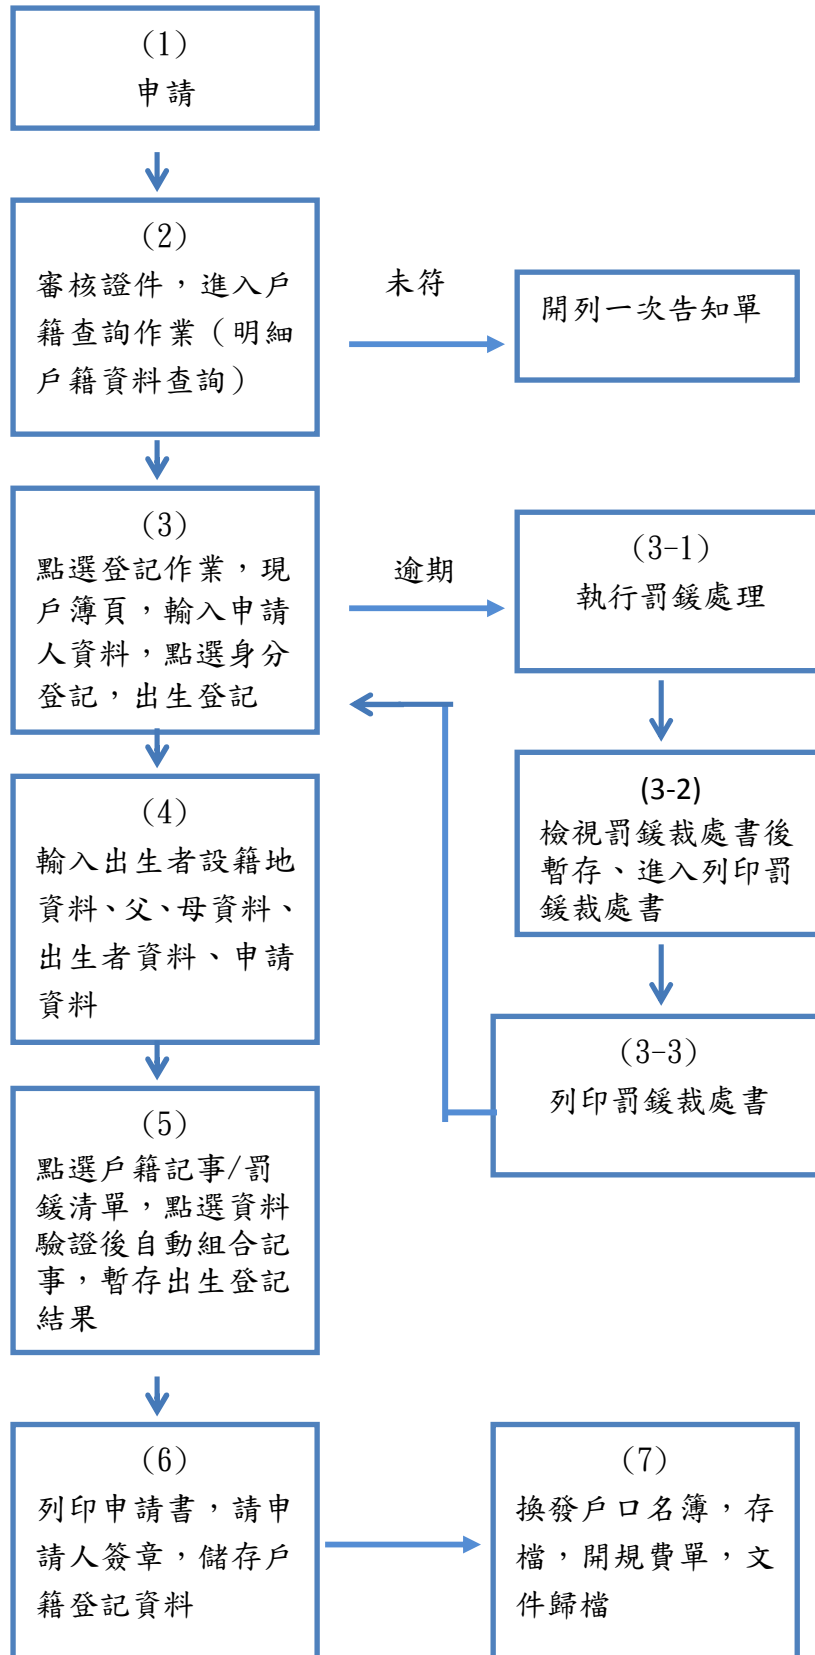 (1)
申請
(2)
審核證件，進入戶
籍查詢作業（明細
戶籍資料查詢）
未符
開列一次告知單
(3)
點選登記作業，現
戶簿頁，輸入申請
人資料，點選身分
登記，出生登記
逾期
(3-1)
執行罰鍰處理
(3-2)
檢視罰鍰裁處書後
暫存、進入列印罰
鍰裁處書
(3-3)
列印罰鍰裁處書
(4)
輸入出生者設籍地
資料、父、母資料、
出生者資料、申請
資料
(5)
點選戶籍記事/罰
鍰清單，點選資料
驗證後自動組合記
事，暫存出生登記
結果
(6)
列印申請書，請申
請人簽章，儲存戶
籍登記資料
(7)
換發戶口名簿，存
檔，開規費單，文
件歸檔